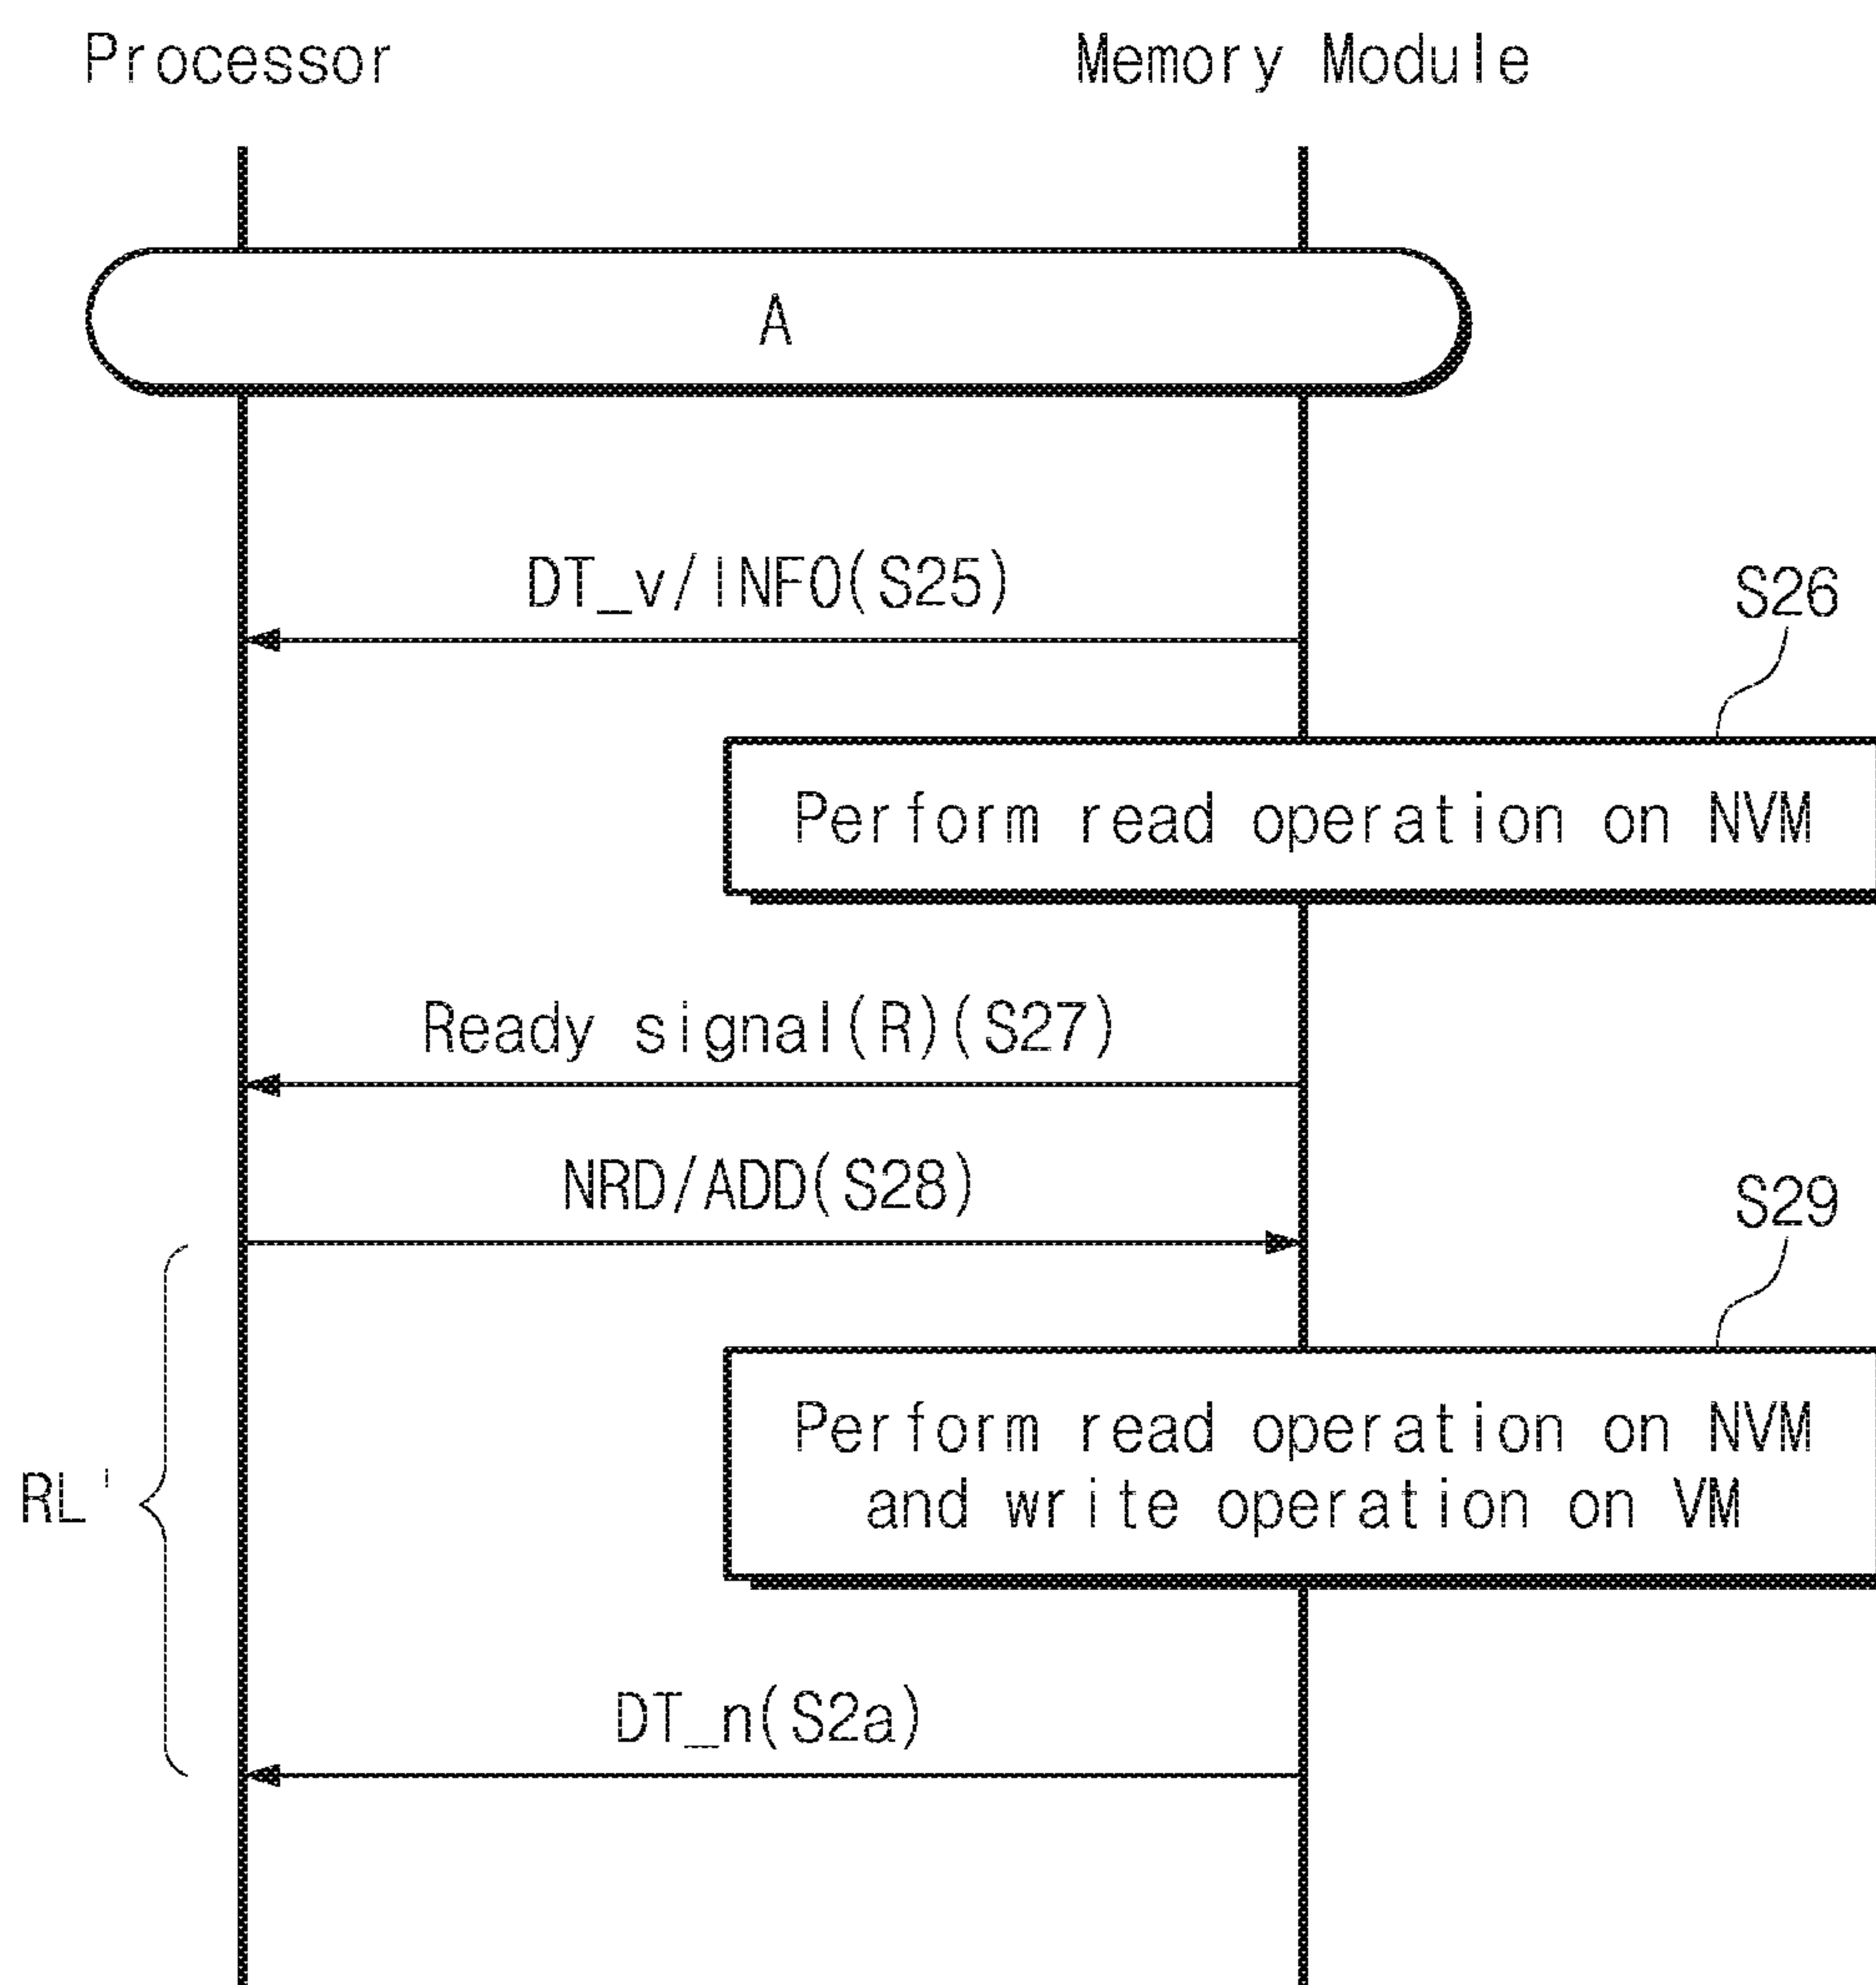 Processor
Memory Module
A
DT_v/INFO(S25)
S26
Perform read operation on NVM
Ready signal(R)(S27)
NRD/ADD(S28)
S29
Perform read operation on NVM
and write operation on VM
RL'
DT_n(S2a)